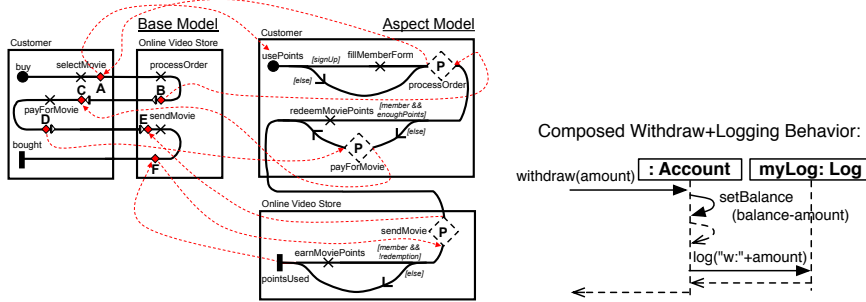 Base Model
Aspect Model
Customer
Online Video Store
Customer
buy
selectMovie
processOrder
A
C
B
payForMovie
sendMovie
D
E
bought
F
usePoints
[signUp]
fillMemberForm
P
[else]
processOrder
redeemMoviePoints
[member &&
enoughPoints]
[else]
P
payForMovie
Online Video Store
sendMovie
P
earnMoviePoints
[member &&
!redemption]
pointsUsed
[else]
Composed Withdraw+Logging Behavior:
withdraw(amount)
: Account
myLog: Log
setBalance
(balance-amount)
log("w:"+amount)